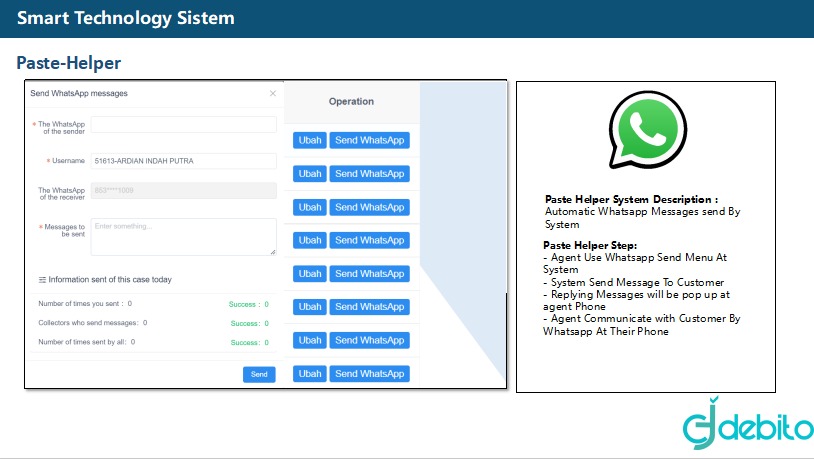 Smart Technology Sistem
Paste-Helper
Send WhatsApp messages
* The WhatsApp
of the sender
* Username
51613-ARDIAN INDAH PUTRA
The WhatsApp
of the receiver
853****1009
* Messages to
be sent
Enter something...
Information sent of this case today
Number of times you sent : 0
Success : 0
Collectors who send messages: 0
Success : 0
Number of times sent by all: 0
Success : 0
Send
Operation
Ubah Send WhatsApp
Ubah Send WhatsApp
Ubah Send WhatsApp
Ubah Send WhatsApp
Ubah Send WhatsApp
Ubah Send WhatsApp
Ubah Send WhatsApp
Ubah Send WhatsApp
Paste Helper System Description :
Automatic Whatsapp Messages send By
System
Paste Helper Step:
- Agent Use Whatsapp Send Menu At
System
- System Send Message To Customer
- Replying Messages will be pop up at
agent Phone
- Agent Communicate with Customer By
Whatsapp At Their Phone
debito